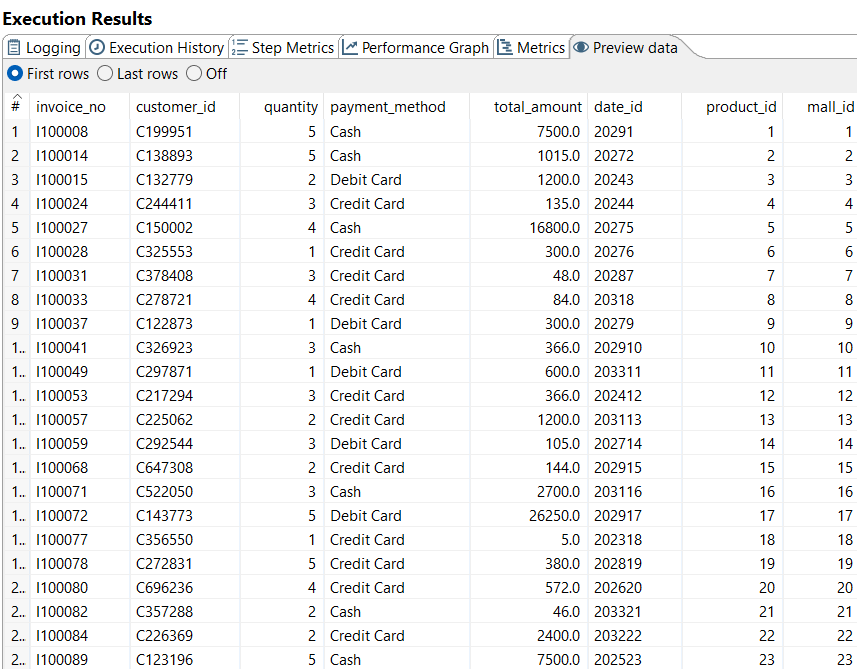 Execution Results
Logging Execution History Step Metrics Performance Graph Metrics Preview data
First rows Last rows Off
# invoice_no customer_id quantity payment_method total_amount date_id product_id mall_id
1 I100008 C199951 5 Cash 7500.0 20291 1 1
2 I100014 C138893 5 Cash 1015.0 20272 2 2
3 I100015 C132779 2 Debit Card 1200.0 20243 3 3
4 I100024 C244411 3 Credit Card 135.0 20244 4 4
5 I100027 C150002 4 Cash 16800.0 20275 5 5
6 I100028 C325553 1 Credit Card 300.0 20276 6 6
7 I100031 C378408 3 Credit Card 48.0 20287 7 7
8 I100033 C278721 4 Credit Card 84.0 20318 8 8
9 I100037 C122873 1 Debit Card 300.0 20279 9 9
1.. I100041 C326923 3 Cash 366.0 202910 10 10
1.. I100049 C297871 1 Debit Card 600.0 203311 11 11
1.. I100053 C217294 3 Credit Card 366.0 202412 12 12
1.. I100057 C225062 2 Credit Card 1200.0 203113 13 13
1.. I100059 C292544 3 Debit Card 105.0 202714 14 14
1.. I100068 C647308 2 Credit Card 144.0 202915 15 15
1.. I100071 C522050 3 Cash 2700.0 203116 16 16
1.. I100072 C143773 5 Debit Card 26250.0 202917 17 17
1.. I100077 C356550 1 Credit Card 5.0 202318 18 18
1.. I100078 C272831 5 Credit Card 380.0 202819 19 19
2.. I100080 C696236 4 Credit Card 572.0 202620 20 20
2.. I100082 C357288 2 Cash 46.0 203321 21 21
2.. I100084 C226369 2 Credit Card 2400.0 203222 22 22
2.. I100089 C123196 5 Cash 7500.0 202523 23 23